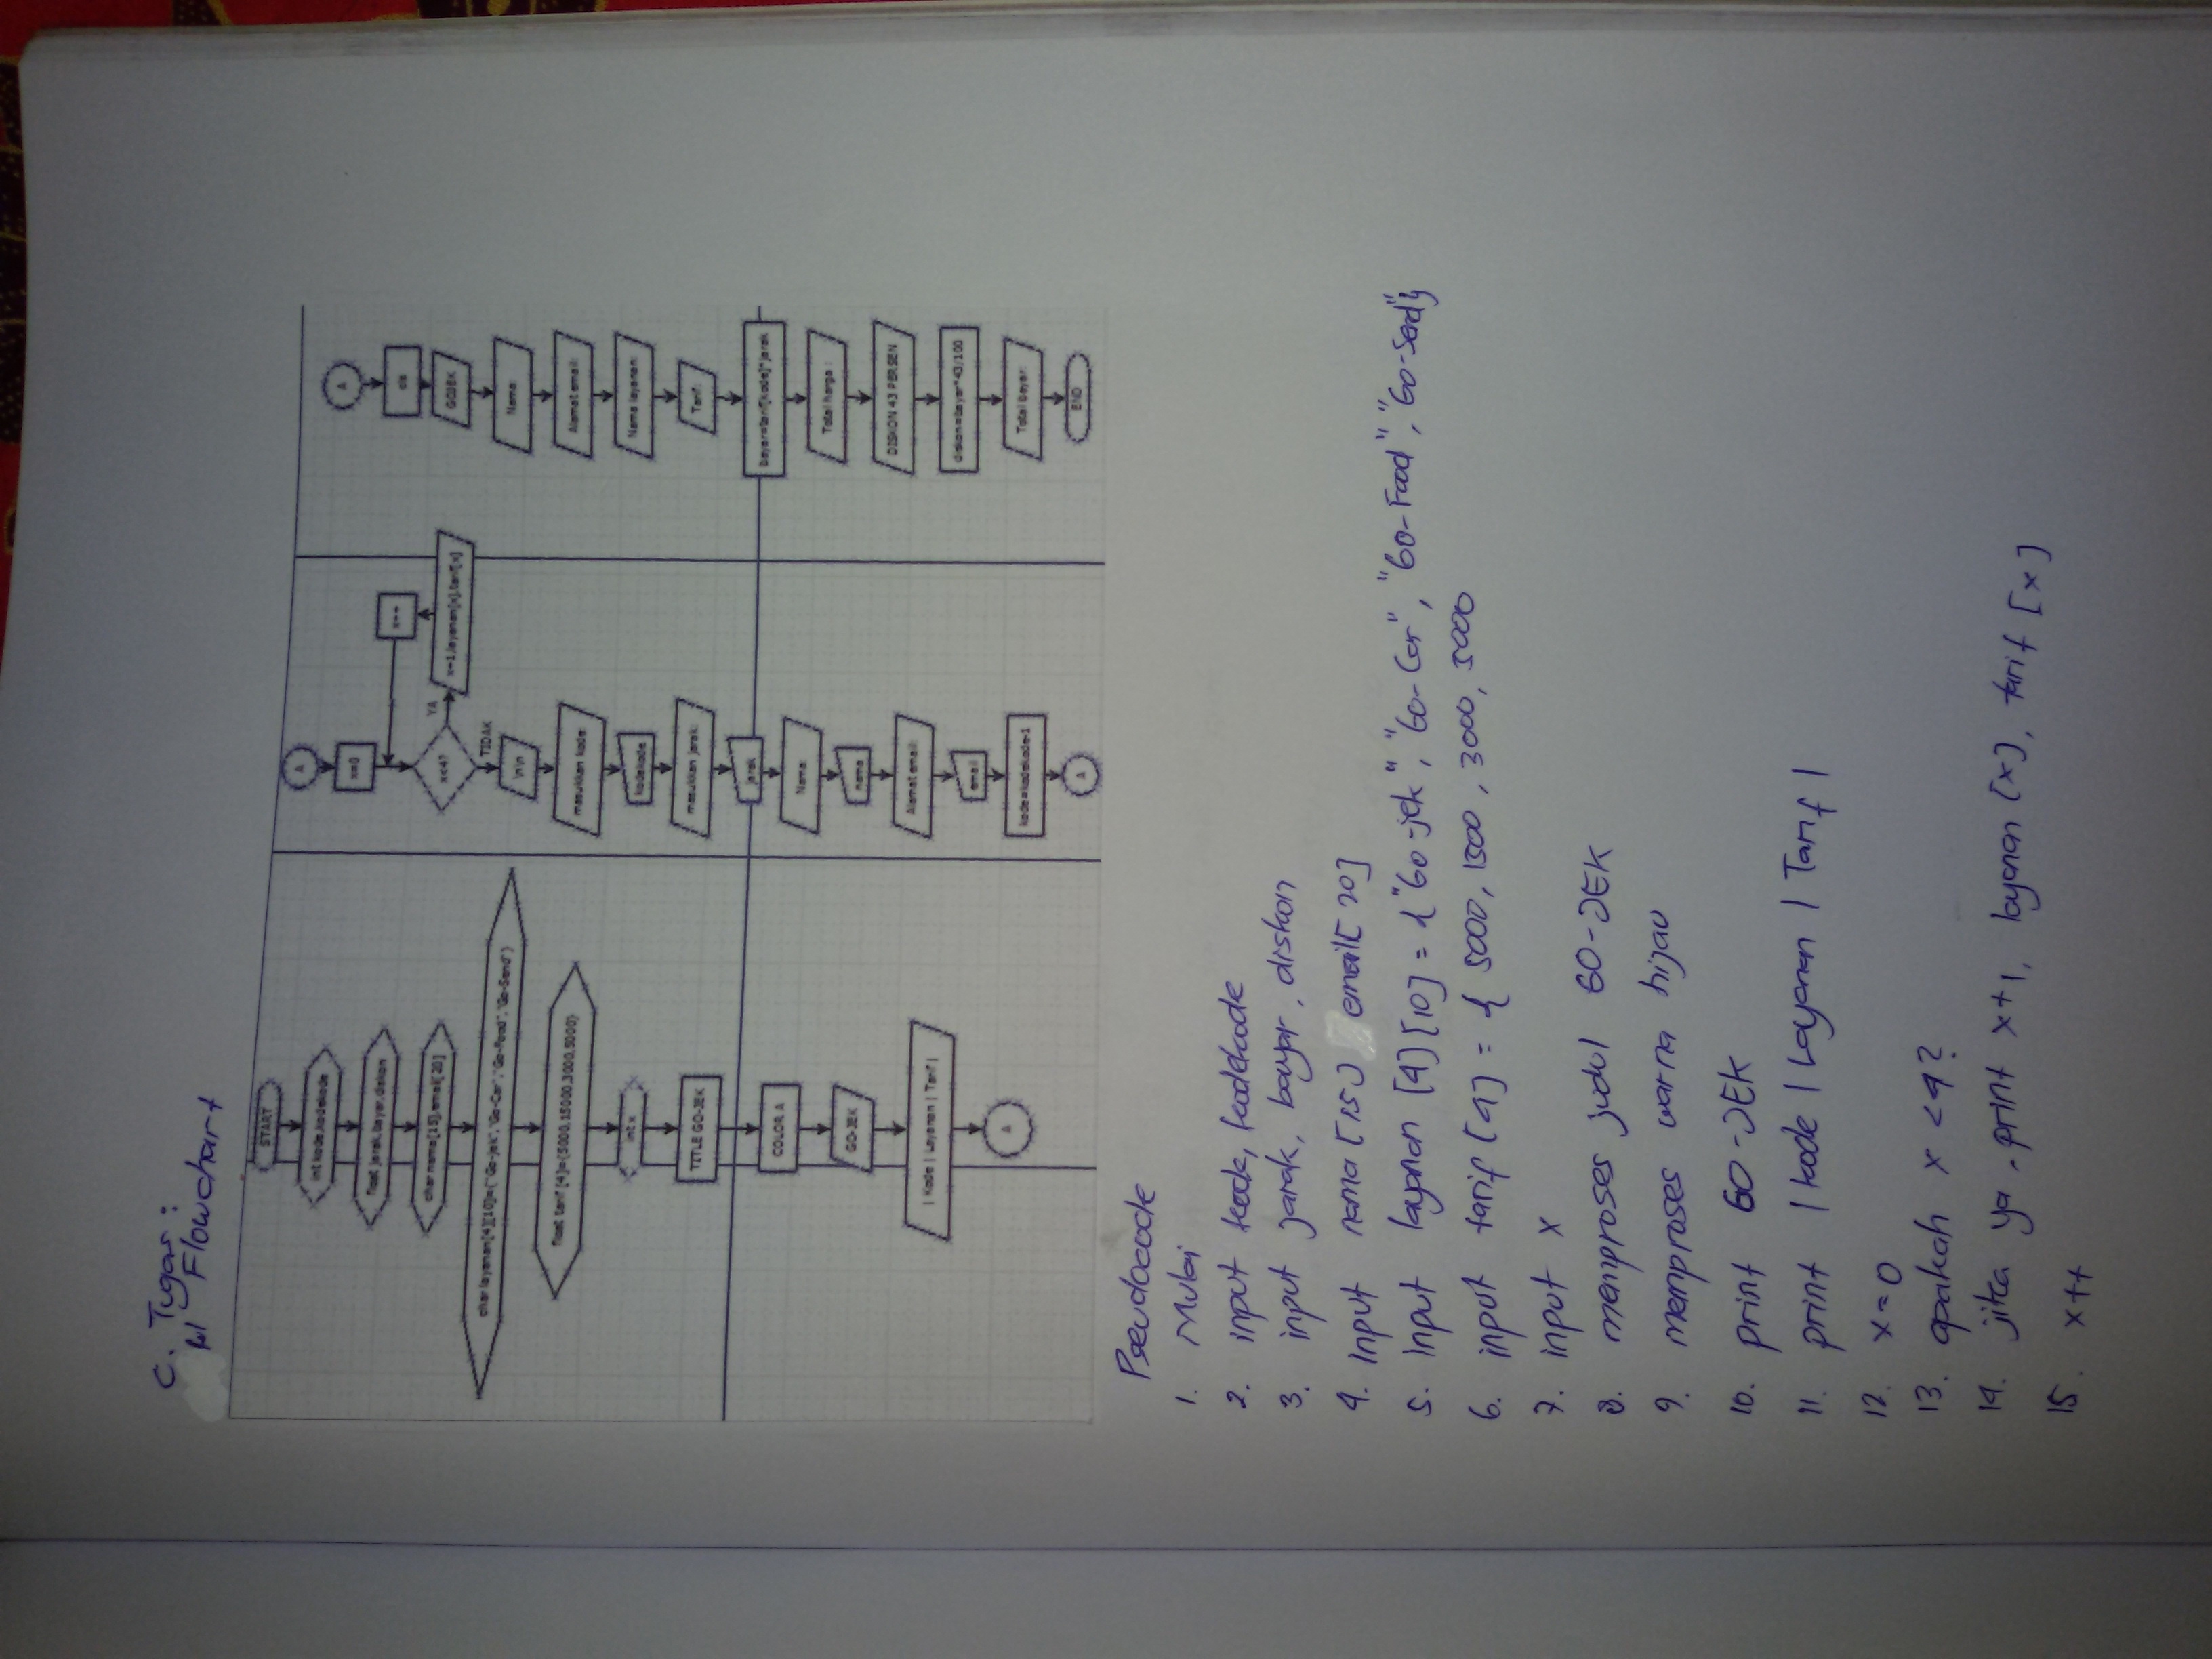 C. Tugas :
Flowchart
START
int kode,kodekode
float jarak,bayar,diskon
char nama[15],email[20]
char layanan[4][10]={"Go-jek","Go-Car","Go-Food","Go-Send"}
float tarif [4]={5000,15000,3000,5000}
int x
TITLE GO-JEK
COLOR A
GO-JEK
| Kode | Layanan | Tarif |
A
A
x=0
x<4?
YA
x+1,layanan[x],tarif[x]
TIDAK
\n\n
masukkan kode:
kodekode
masukkan jarak:
jarak
Nama:
nama
Alamat email:
email
kode=kodekode-1
A
A
cls
GOJEK
Nama:
Alamat email:
Nama layanan:
Tarif:
bayar=tarif[kode]*jarak
Total harga :
DISKON 43 PERSEN
diskon=bayar*43/100
Total bayar:
END
Pseudocode
1. Mulai
2. input kode, kodekode
3. input jarak, bayar, diskon
4. Input nama [15] email[20]
5. input layanan [4][10] = {"Go-jek", "Go-Car", "Go-Food", "Go-Send"}
6. input tarif [4] = { 5000, 1500, 3000, 5000
7. input x
8. memproses judul GO-JEK
9. memproses warna hijau
10. print GO-JEK
11. print | kode | Layanan | Tarif |
12. x=0
13. apakah x <4?
14. jika ya, print x+1, layanan [x], tarif [x]
15. x++